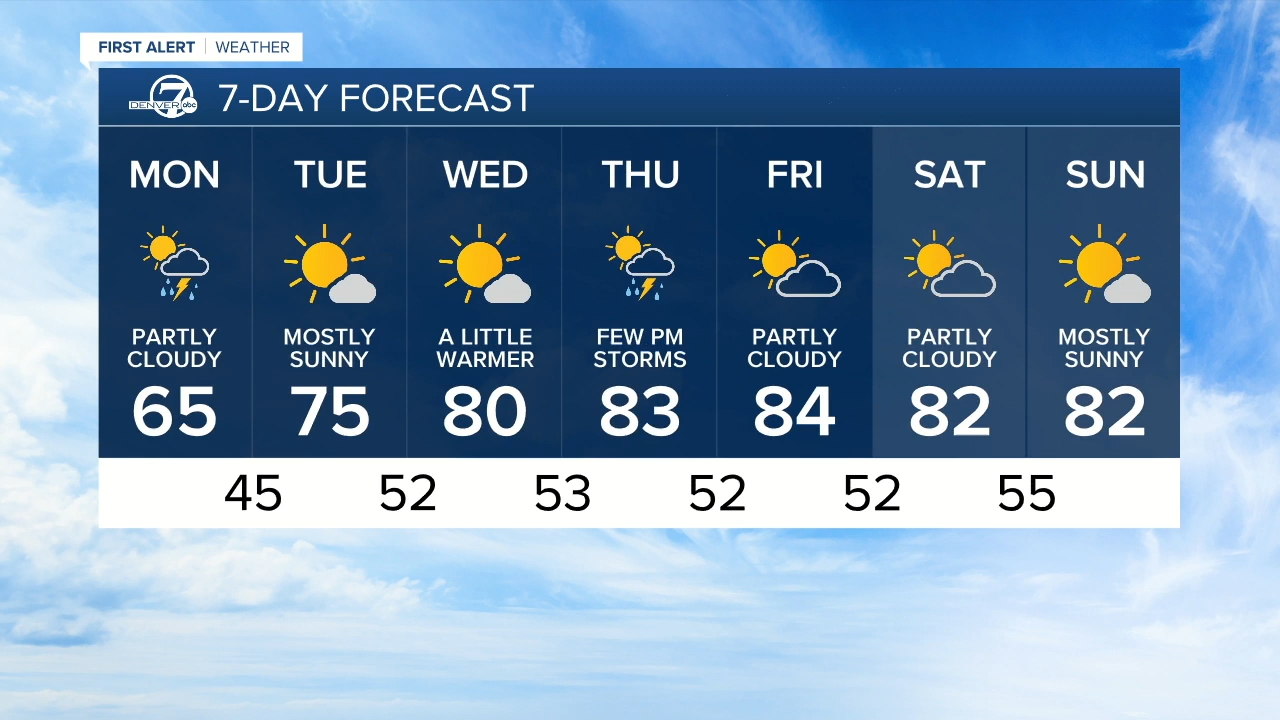 FIRST ALERT | WEATHER
DENVER 7 abc
7-DAY FORECAST
MON TUE WED THU FRI SAT SUN
PARTLY MOSTLY A LITTLE FEW PM PARTLY PARTLY MOSTLY
CLOUDY SUNNY WARMER STORMS CLOUDY CLOUDY SUNNY
65 75 80 83 84 82 82
45 52 53 52 52 55